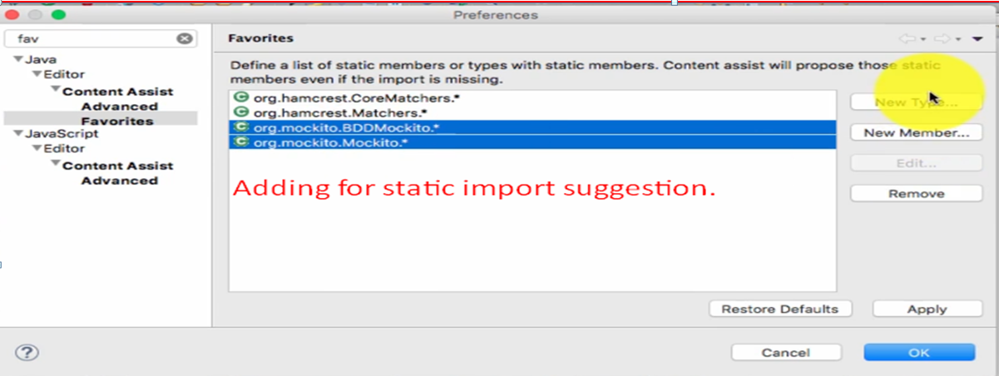 Preferences
fav
Favorites
Java
Editor
Content Assist
Advanced
Favorites
JavaScript
Editor
Content Assist
Advanced
Define a list of static members or types with static members. Content assist will propose those static
members even if the import is missing.
org.hamcrest.CoreMatchers.*
org.hamcrest.Matchers.*
org.mockito.BDDMockito.*
org.mockito.Mockito.*
Adding for static import suggestion.
New Type...
New Member...
Edit...
Remove
Restore Defaults
Apply
?
Cancel
OK